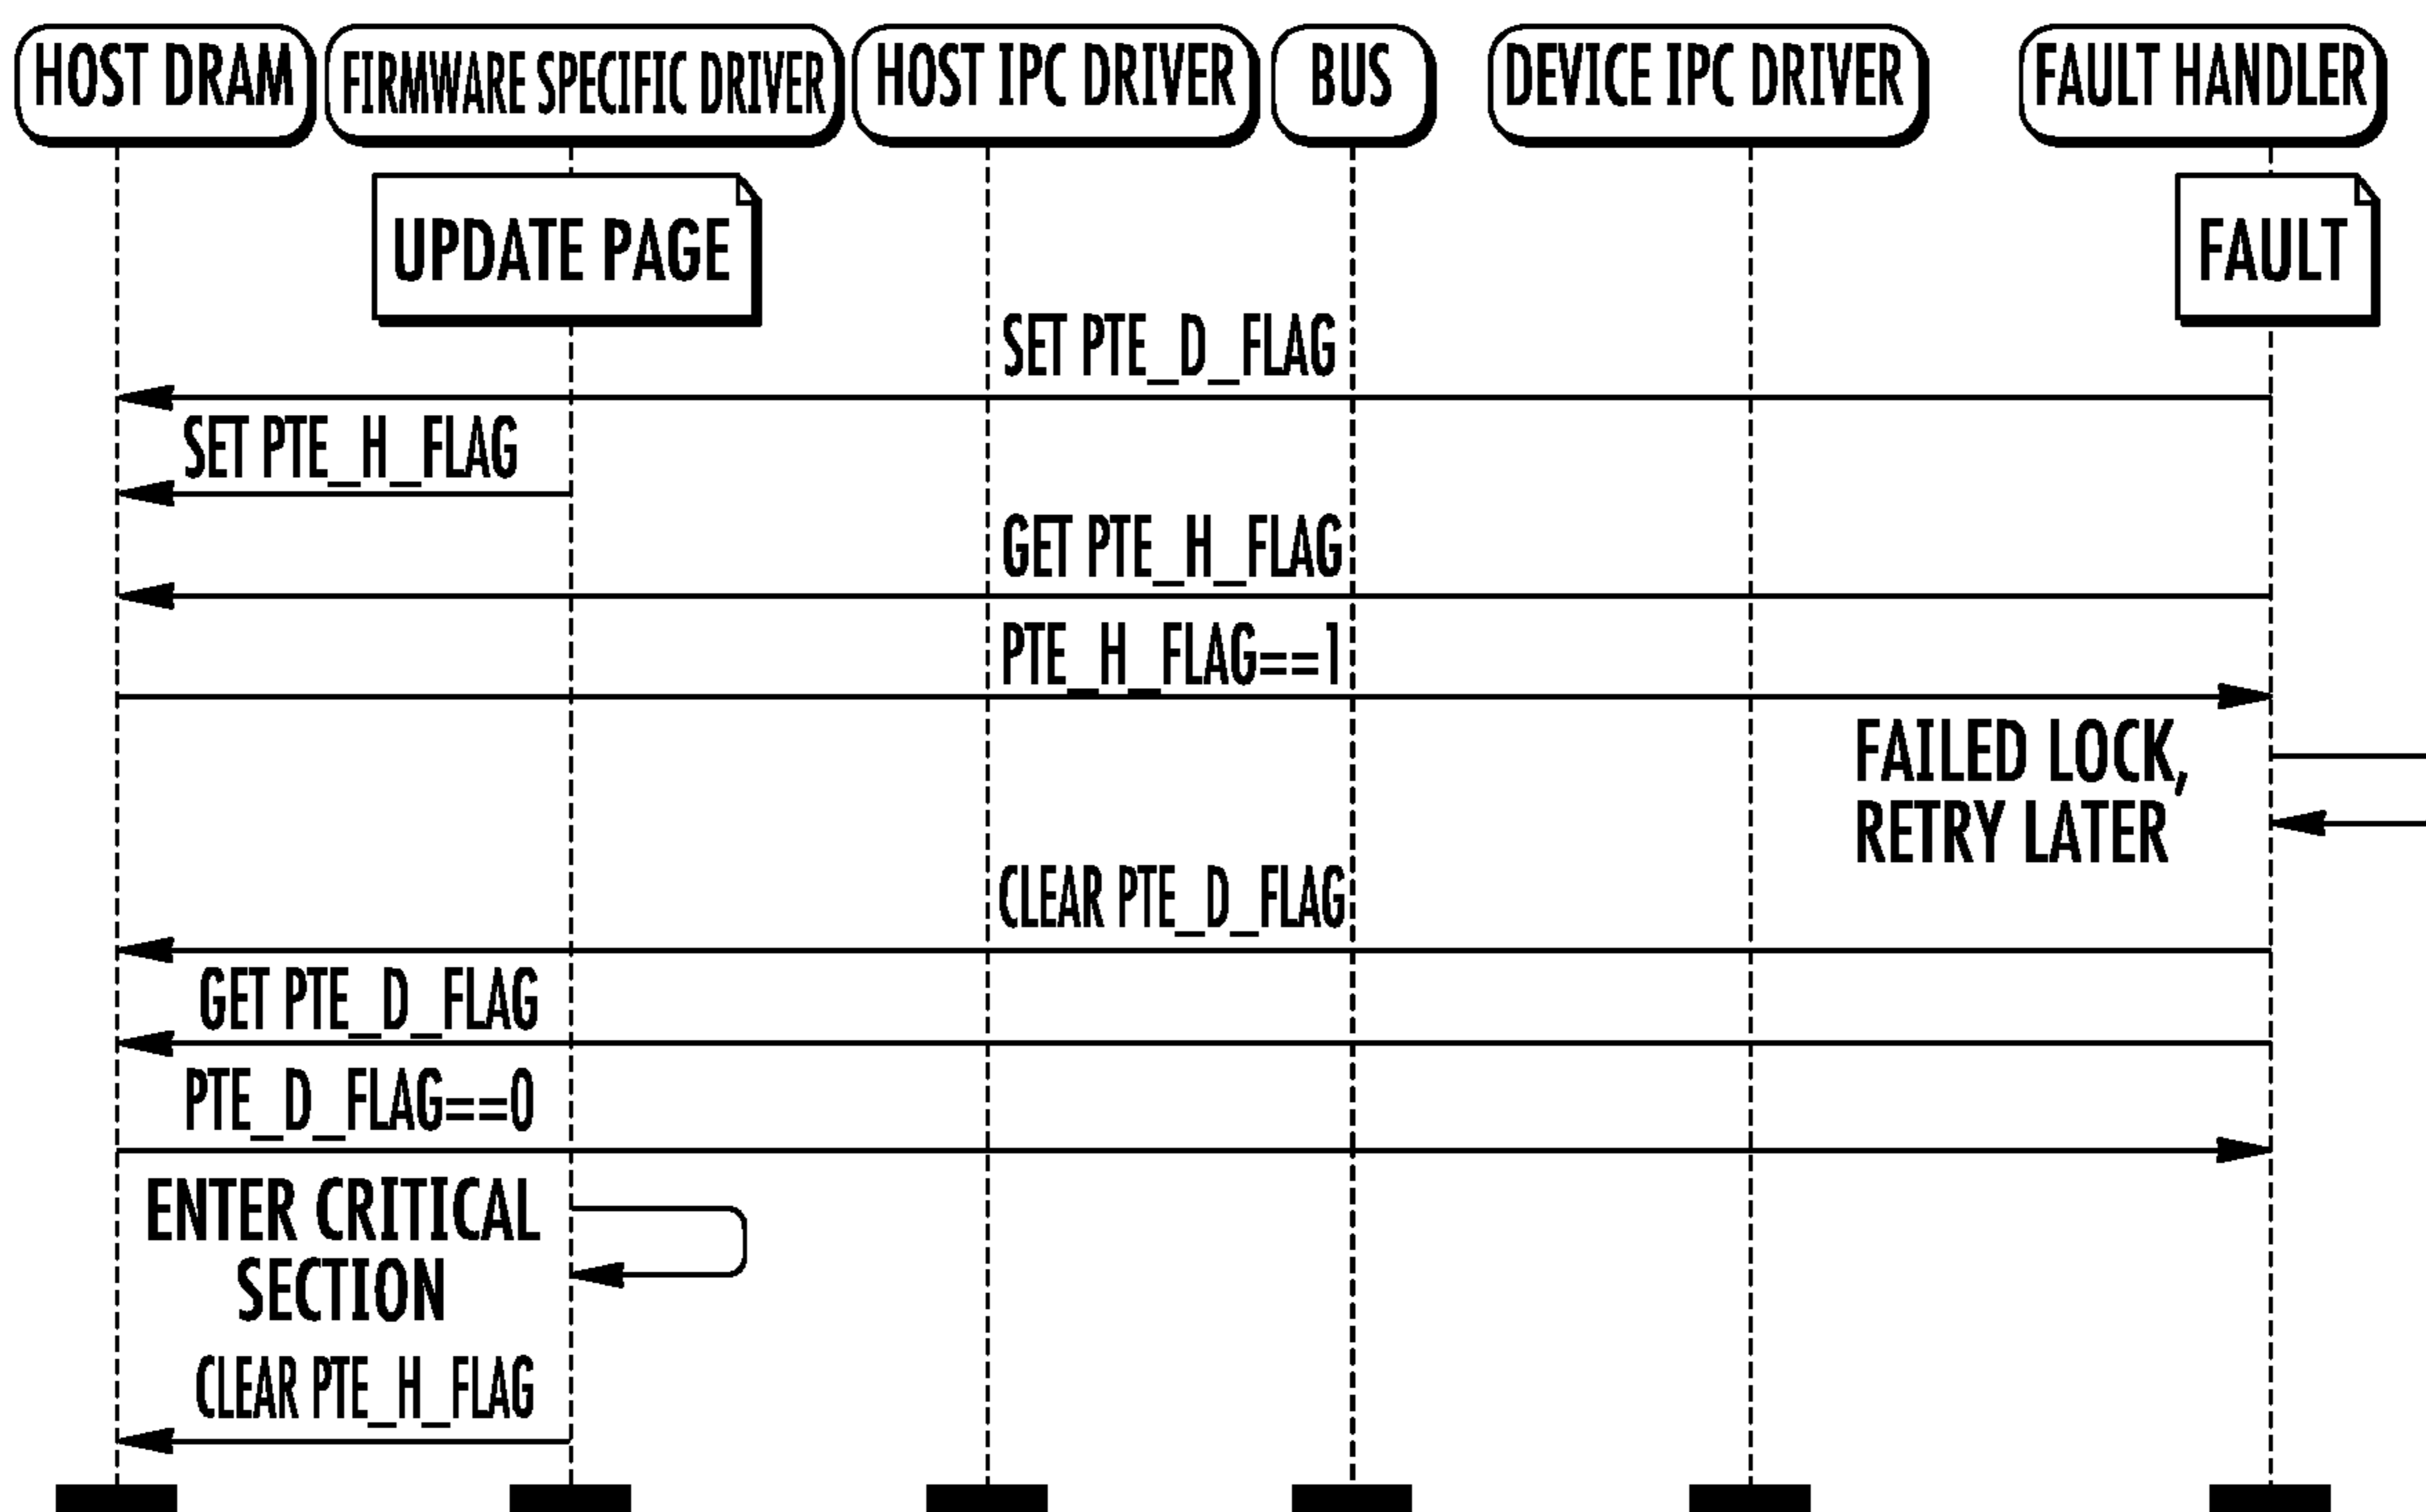 HOST DRAM
FIRMWARE SPECIFIC DRIVER
HOST IPC DRIVER
BUS
DEVICE IPC DRIVER
FAULT HANDLER
UPDATE PAGE
FAULT
SET PTE_D_FLAG
SET PTE_H_FLAG
GET PTE_H_FLAG
PTE_H_FLAG==1
FAILED LOCK,
RETRY LATER
CLEAR PTE_D_FLAG
GET PTE_D_FLAG
PTE_D_FLAG==0
ENTER CRITICAL
SECTION
CLEAR PTE_H_FLAG